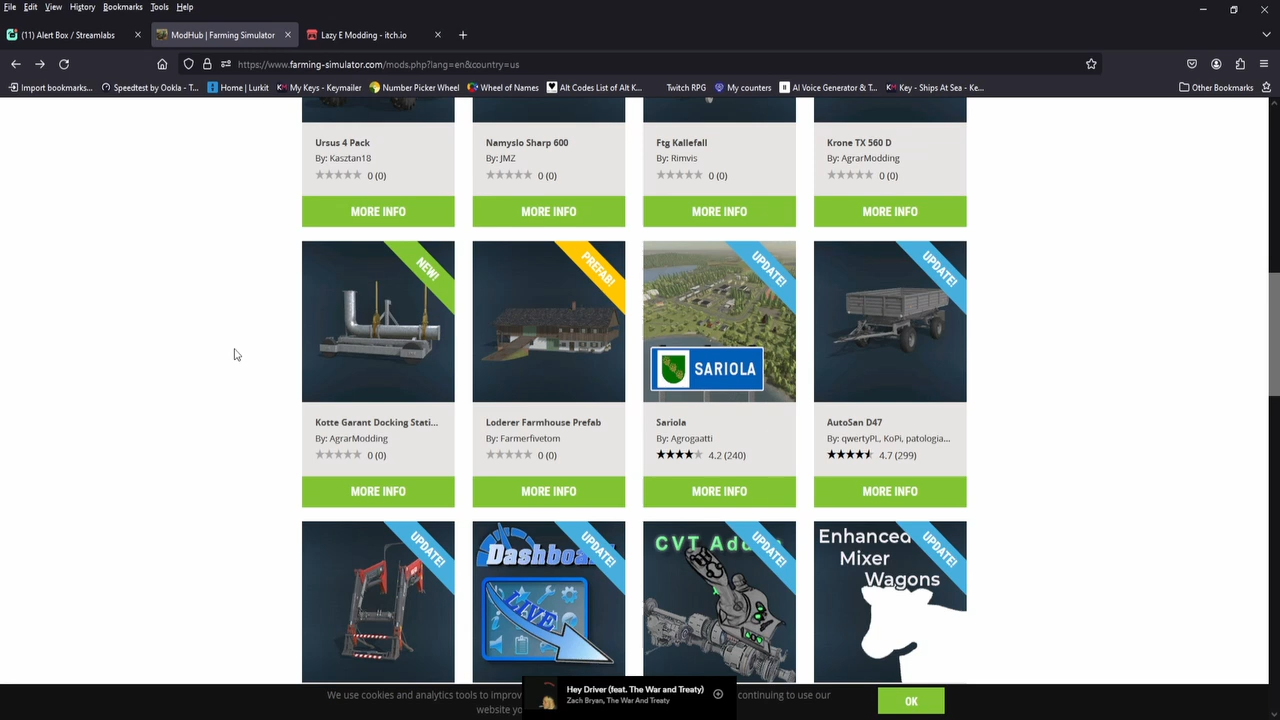 File Edit View History Bookmarks Tools Help
(11) Alert Box / Streamlabs
ModHub | Farming Simulator
Lazy E Modding - itch.io
https://www.farming-simulator.com/mods.php?lang=en&country=us
Import bookmarks...
Speedtest by Ookla - T...
Home | Lurkit
My Keys - Keymailer
Number Picker Wheel
Wheel of Names
Alt Codes List of Alt K...
Twitch RPG
My counters
AI Voice Generator & T...
Key - Ships At Sea - Ke...
Other Bookmarks
Ursus 4 Pack
By: Kasztan18
0 (0)
MORE INFO
Namyslo Sharp 600
By: JMZ
0 (0)
MORE INFO
Ftg Kallefall
By: Rimvis
0 (0)
MORE INFO
Krone TX 560 D
By: AgrarModding
0 (0)
MORE INFO
NEW!
Kotte Garant Docking Stati...
By: AgrarModding
0 (0)
MORE INFO
PREFAB!
Loderer Farmhouse Prefab
By: Farmerfivetom
0 (0)
MORE INFO
UPDATE!
SARIOLA
Sariola
By: Agrogaatti
4.2 (240)
MORE INFO
UPDATE!
AutoSan D47
By: qwertyPL, KoPi, patologia...
4.7 (299)
MORE INFO
UPDATE!
Dashboa
UPDATE!
LIVE
CVT Add
UPDATE!
Enhanced
Mixer
Wagons
UPDATE!
We use cookies and analytics tools to improv
continuing to use our
website yo
OK
Hey Driver (feat. The War and Treaty)
Zach Bryan, The War And Treaty